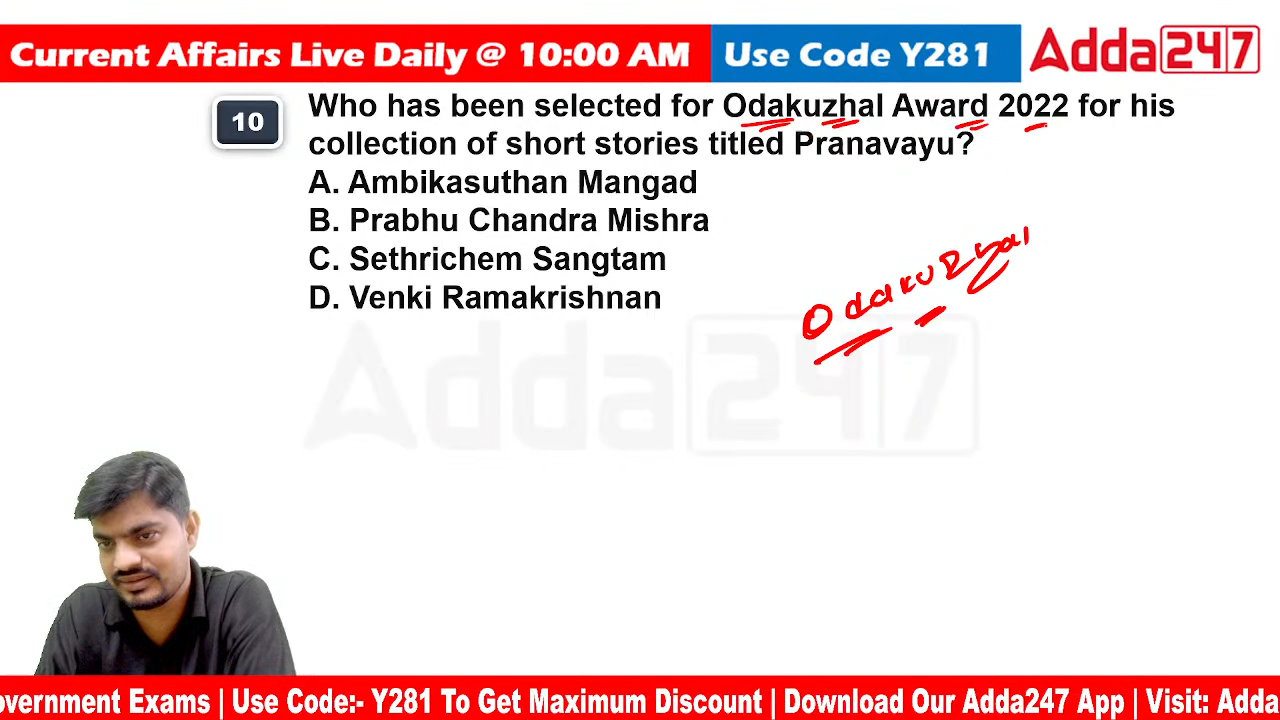 Current Affairs Live Daily @ 10:00 AM
Use Code Y281
Adda247
10
Who has been selected for Odakuzhal Award 2022 for his
collection of short stories titled Pranavayu?
A. Ambikasuthan Mangad
B. Prabhu Chandra Mishra
C. Sethrichem Sangtam
D. Venki Ramakrishnan
Odakuzhal
Adda247
overnment Exams | Use Code:- Y281 To Get Maximum Discount | Download Our Adda247 App | Visit: Adda